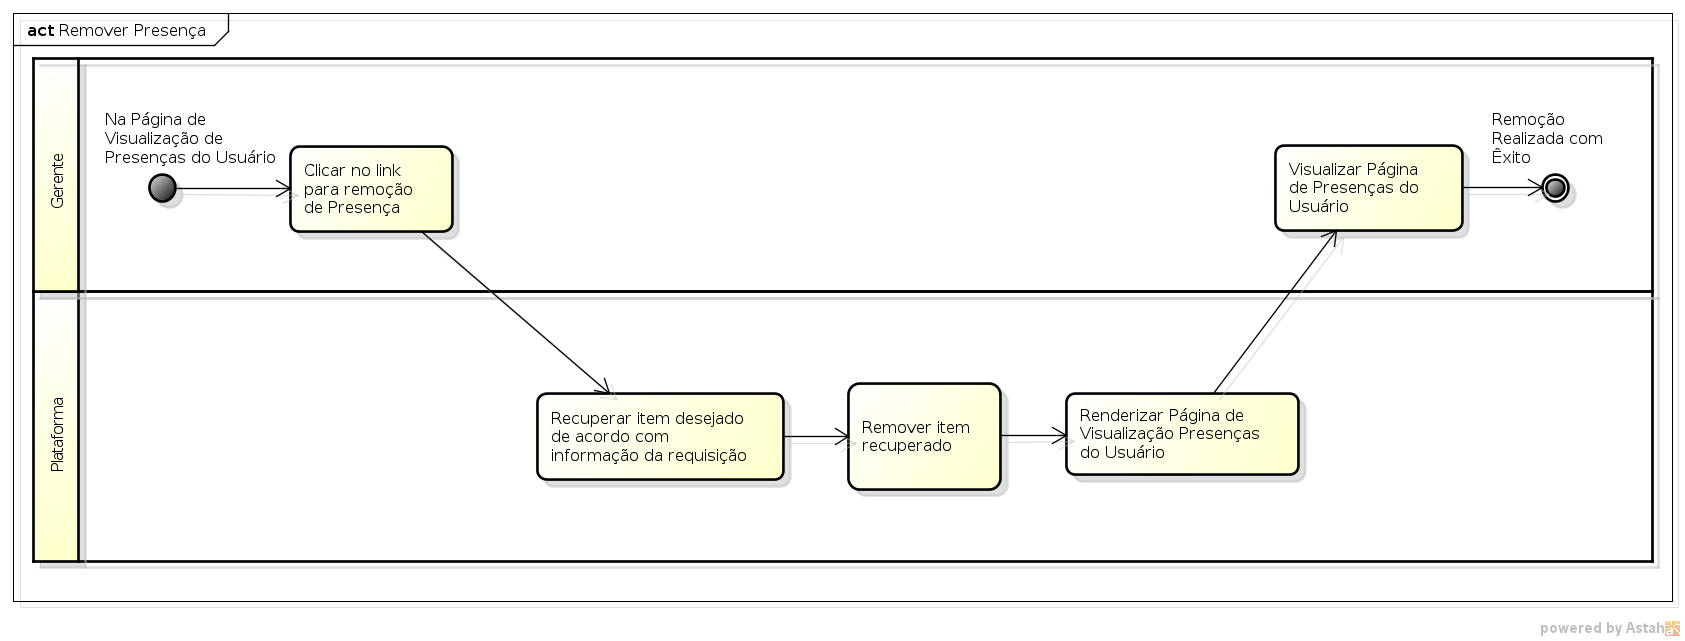 act Remover Presença
Gerente
Na Página de
Visualização de
Presenças do Usuário
Clicar no link
para remoção
de Presença
Visualizar Página
de Presenças do
Usuário
Remoção
Realizada com
Êxito
Plataforma
Recuperar item desejado
de acordo com
informação da requisição
Remover item
recuperado
Renderizar Página de
Visualização Presenças
do Usuário
powered by Astah